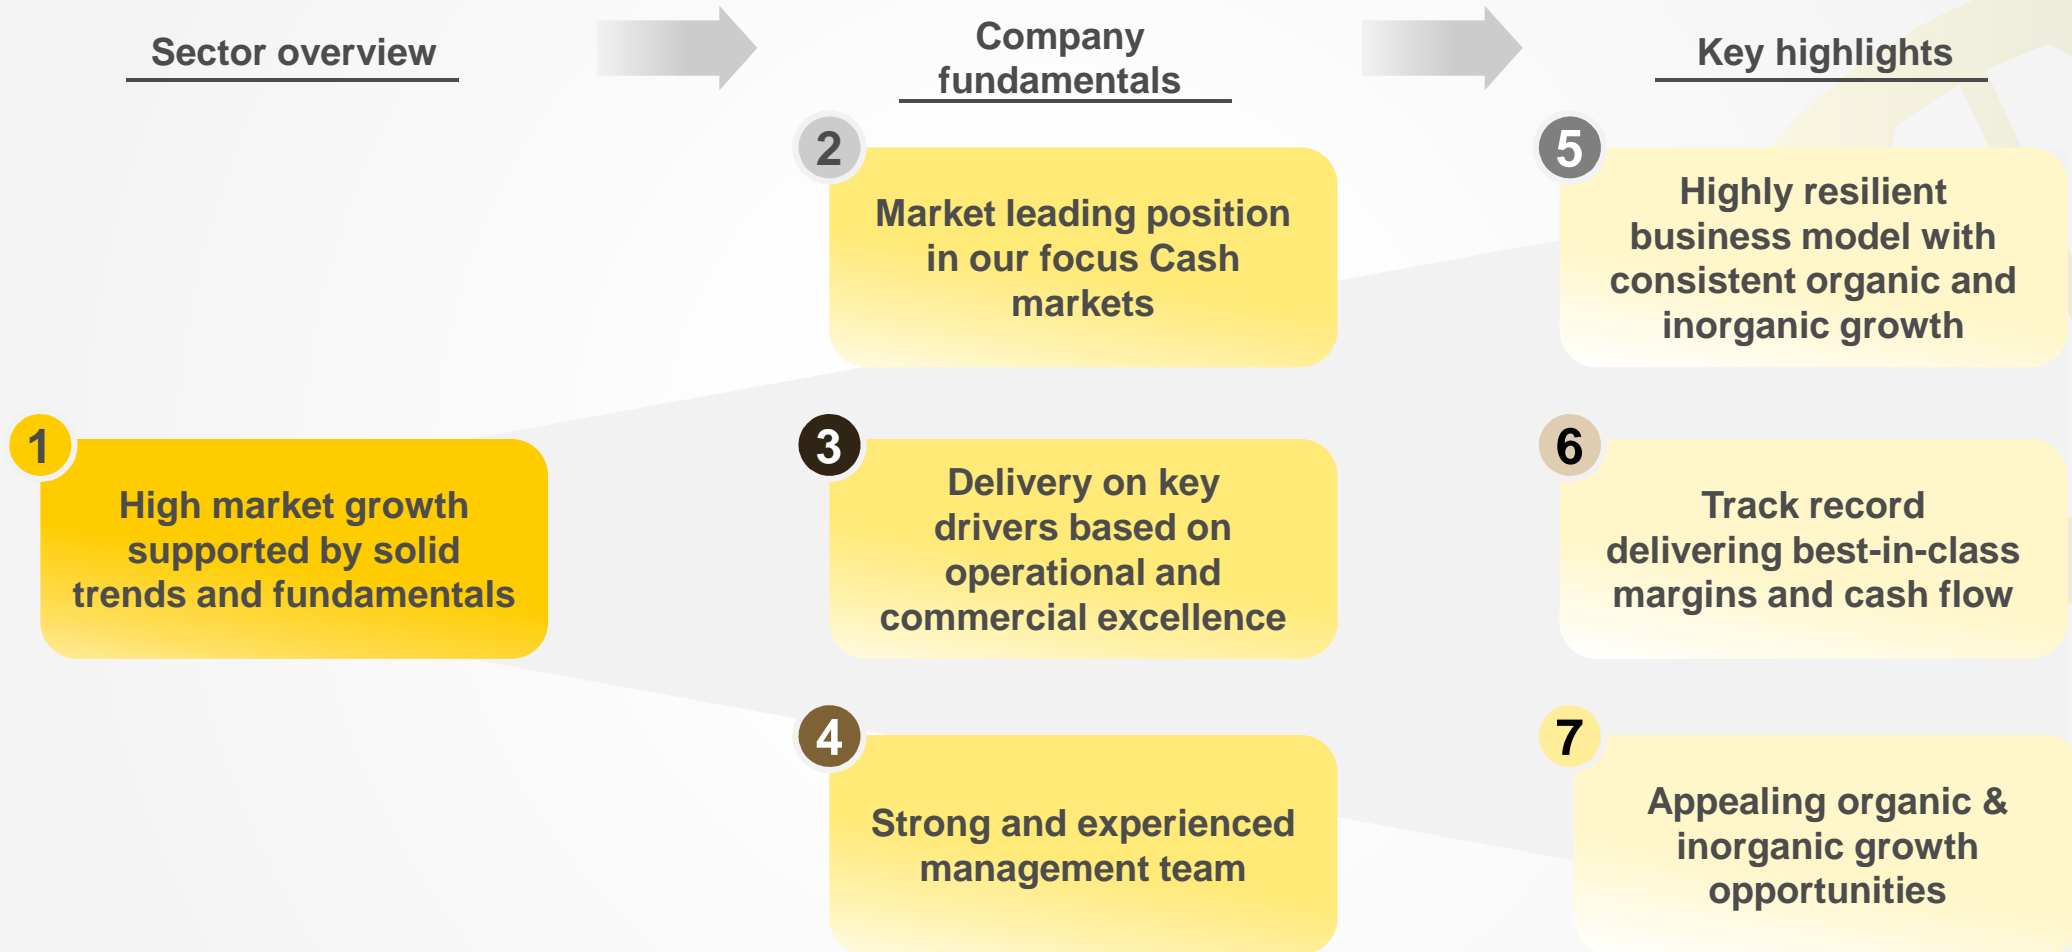 Sector overview
Company
fundamentals
Key highlights
1
High market growth
supported by solid
trends and fundamentals
2
Market leading position
in our focus Cash
markets
3
Delivery on key
drivers based on
operational and
commercial excellence
4
Strong and experienced
management team
5
Highly resilient
business model with
consistent organic and
inorganic growth
6
Track record
delivering best-in-class
margins and cash flow
7
Appealing organic &
inorganic growth
opportunities